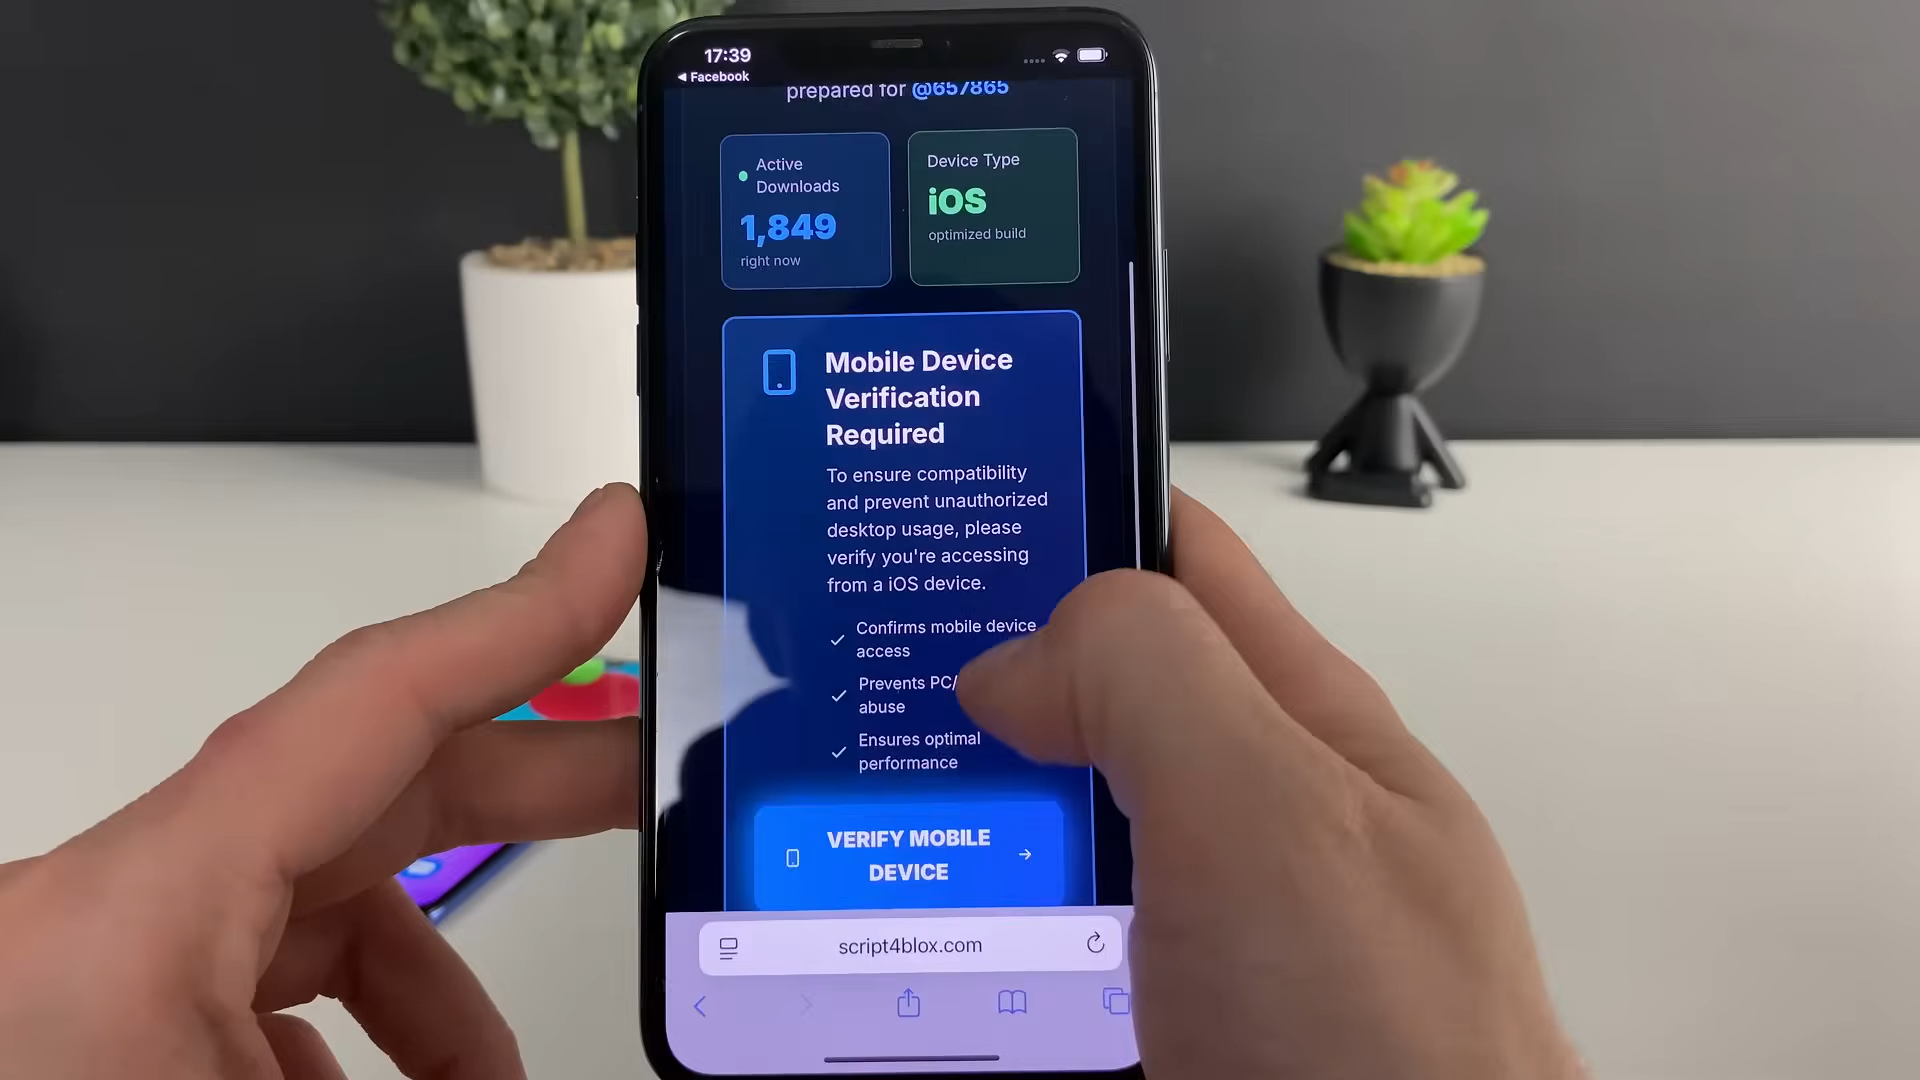 17:39
Facebook
prepared for @657865
Active
Downloads
1,849
right now
Device Type
iOS
optimized build
Mobile Device
Verification
Required
To ensure compatibility
and prevent unauthorized
desktop usage, please
verify you're accessing
from a iOS device.
Confirms mobile device
access
Prevents PC/
abuse
Ensures optimal
performance
VERIFY MOBILE
DEVICE
script4blox.com